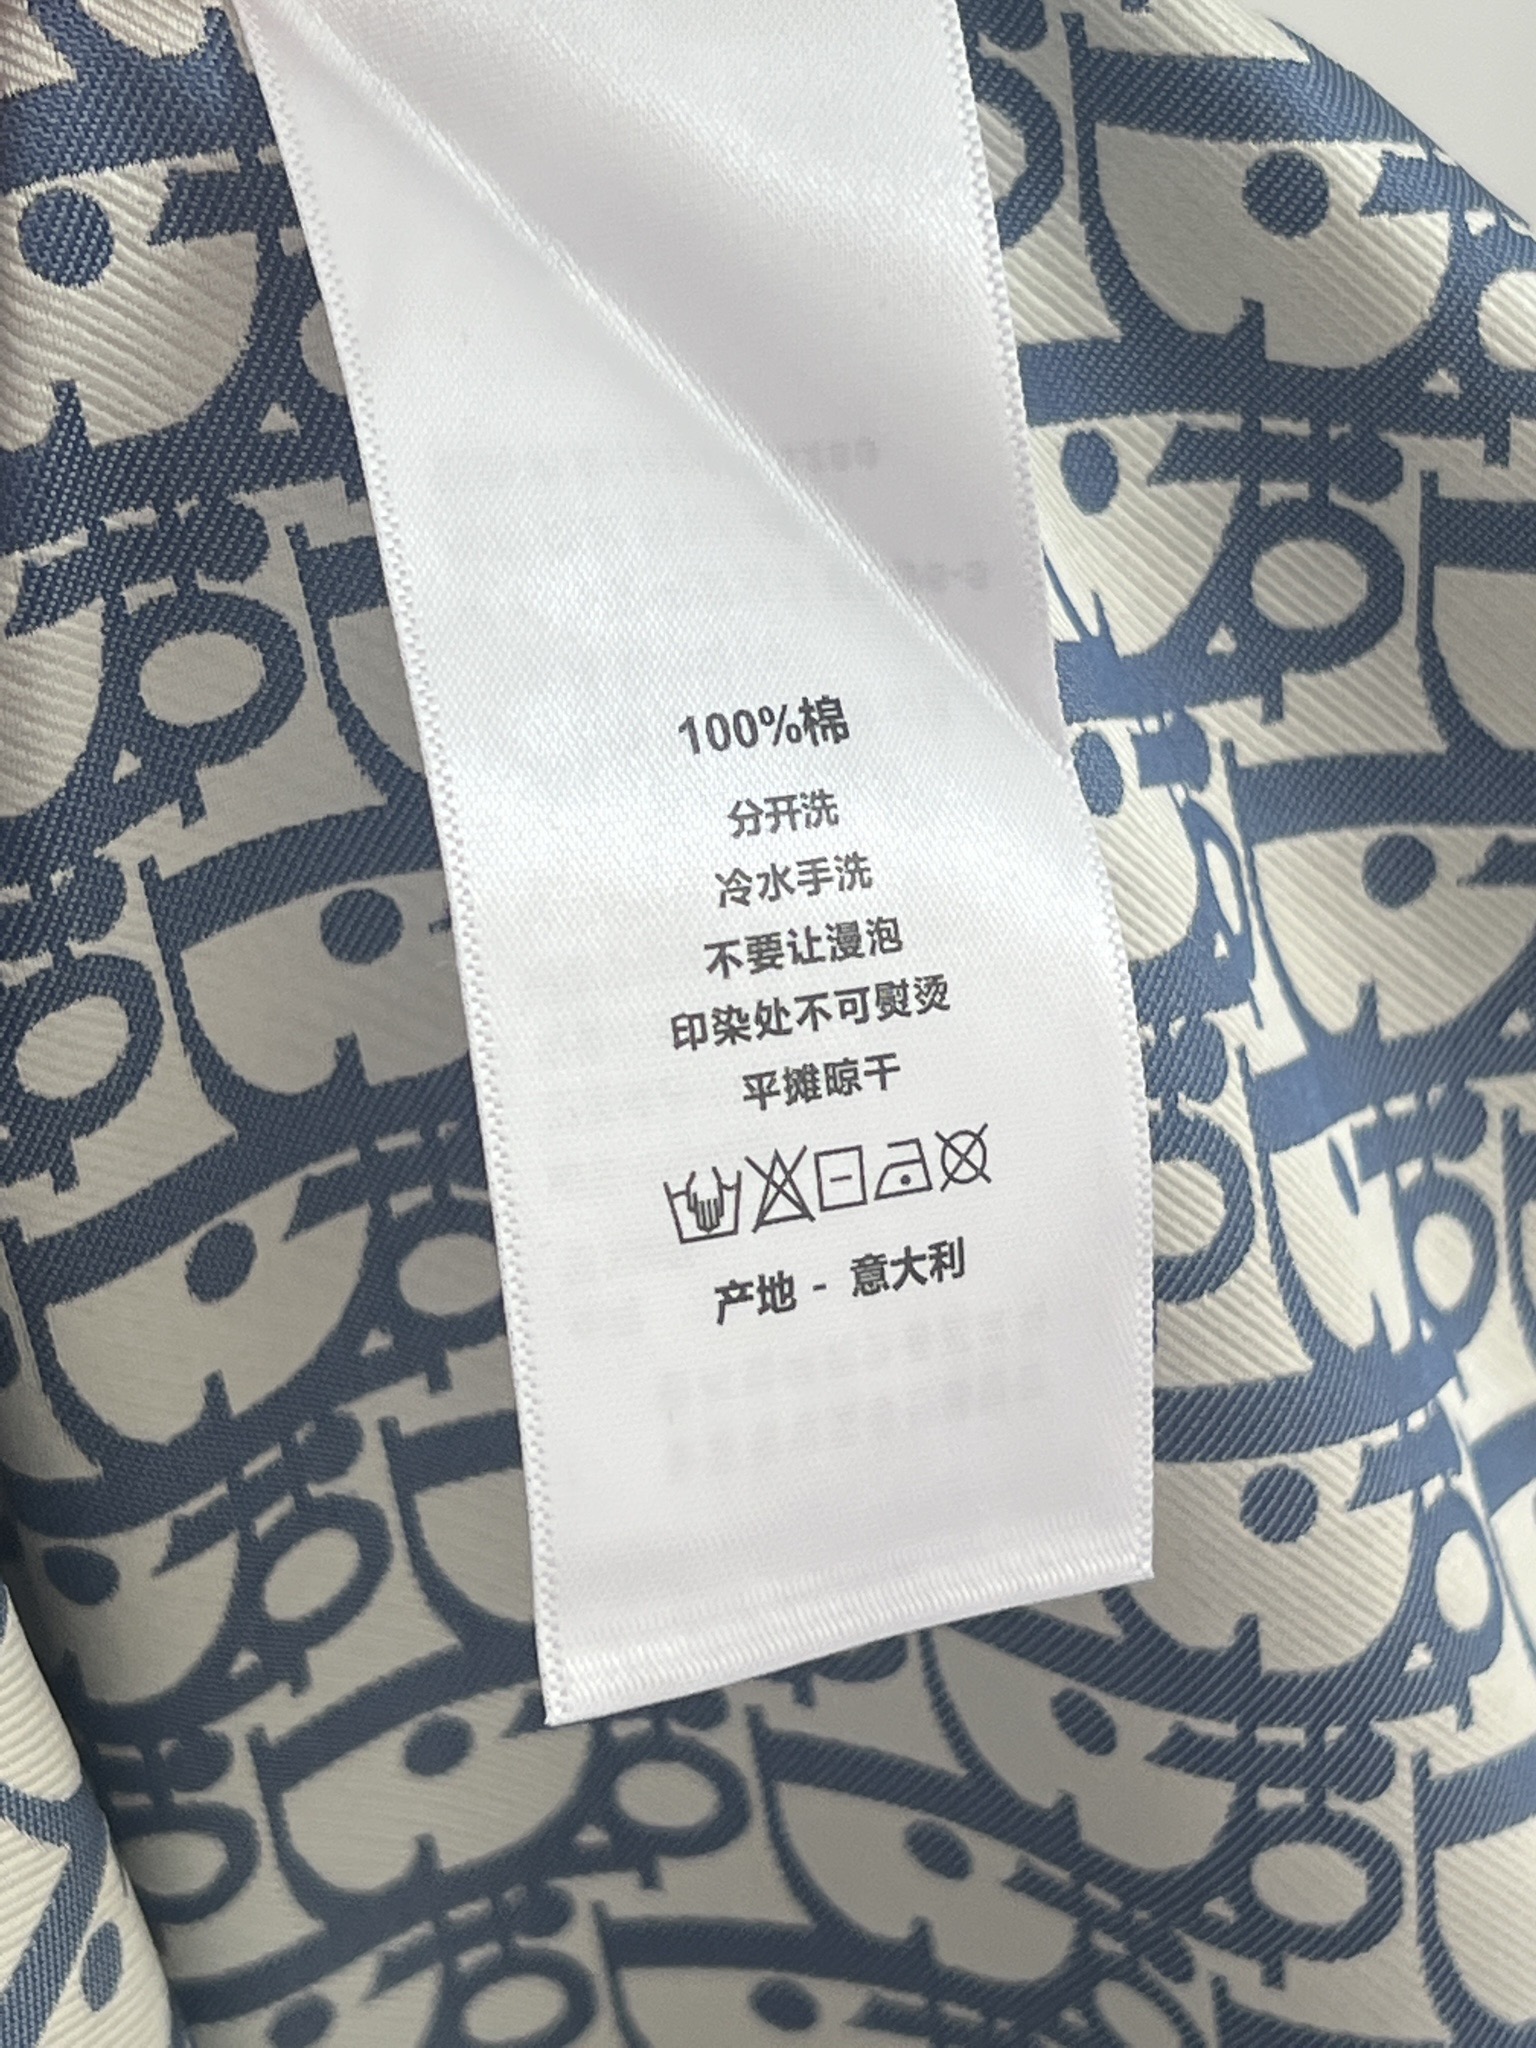 100%棉
分开洗
冷水手洗
不要让漫泡
印染处不可熨烫
平摊晾干
产地 - 意大利